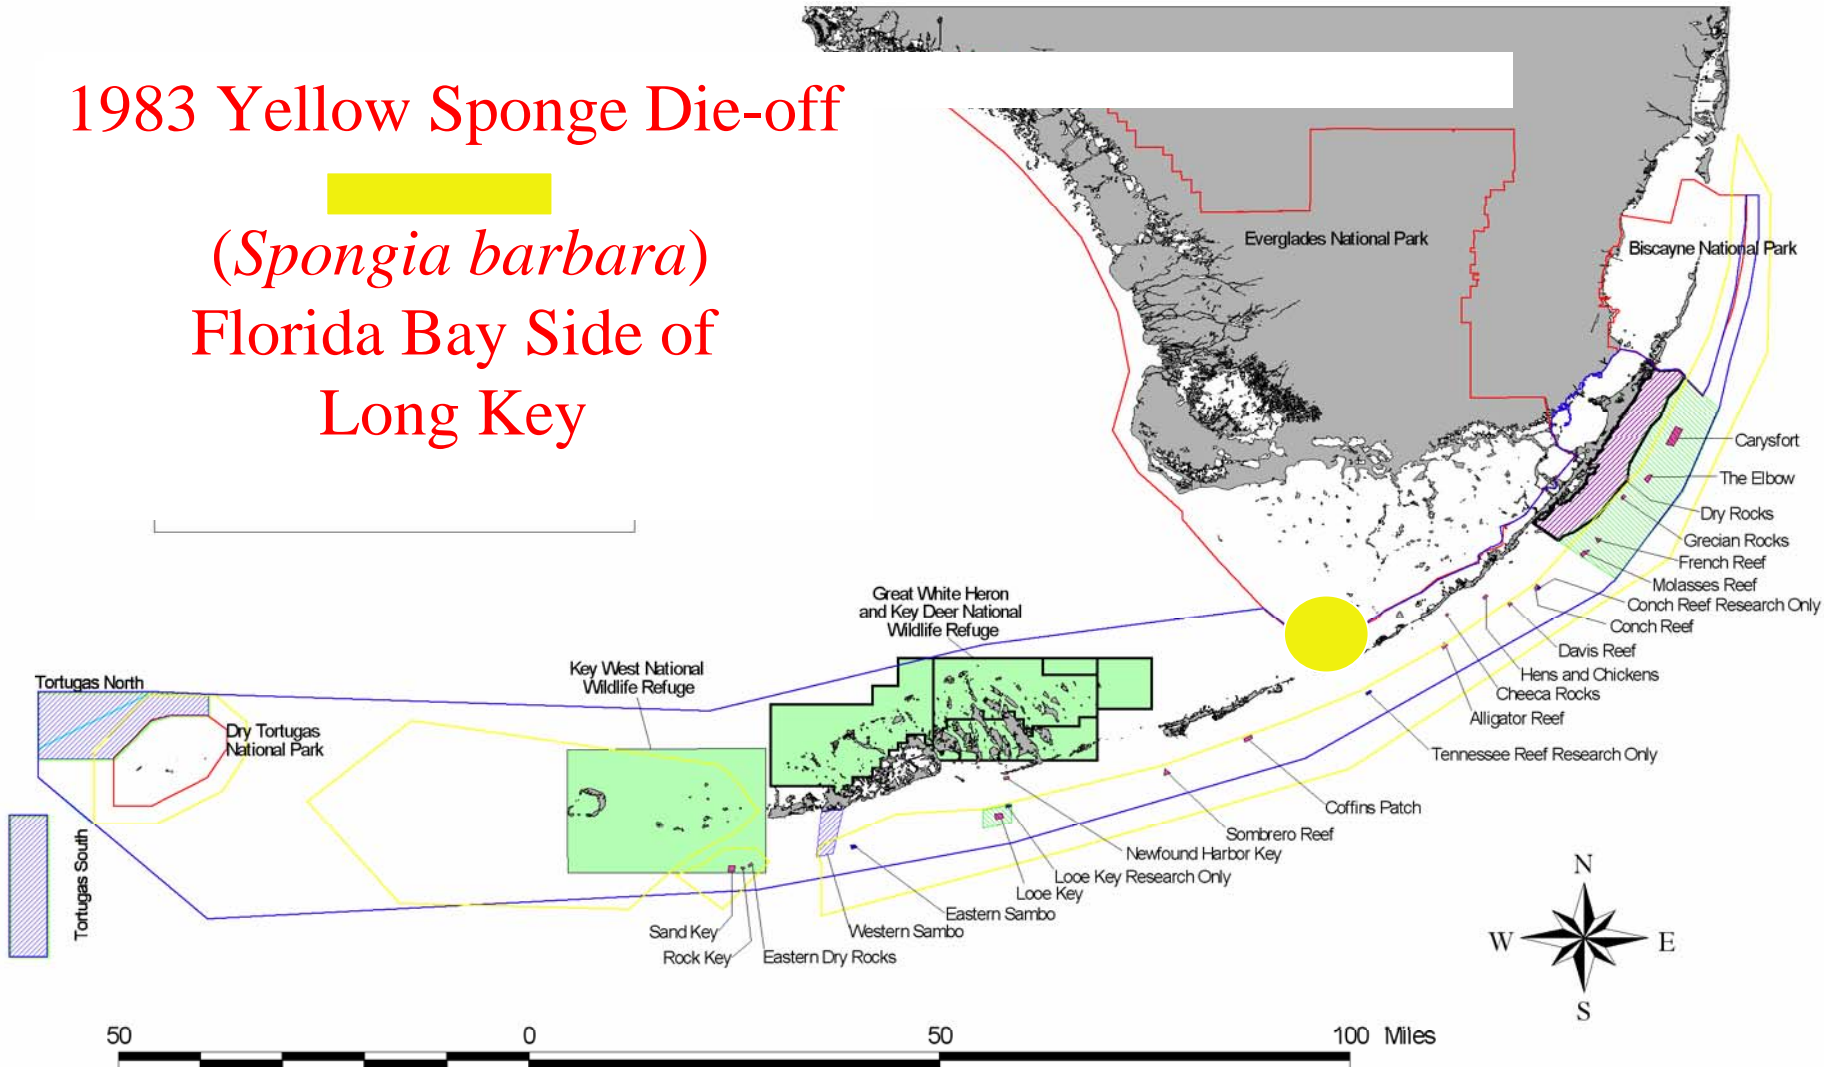 1983 Yellow Sponge Die-off
(Spongia barbara)
Florida Bay Side of
Long Key
Everglades National Park
Biscayne National Park
Carysfort
The Elbow
Dry Rocks
Grecian Rocks
French Reef
Molasses Reef
Conch Reef Research Only
Conch Reef
Davis Reef
Hens and Chickens
Cheeca Rocks
Alligator Reef
Tennessee Reef Research Only
Coffins Patch
Sombrero Reef
Newfound Harbor Key
Looe Key Research Only
Looe Key
Eastern Sambo
Western Sambo
Eastern Dry Rocks
Rock Key
Sand Key
Great White Heron
and Key Deer National
Wildlife Refuge
Key West National
Wildlife Refuge
Tortugas North
Dry Tortugas
National Park
Tortugas South
N
W
E
S
50 0 50 100 Miles